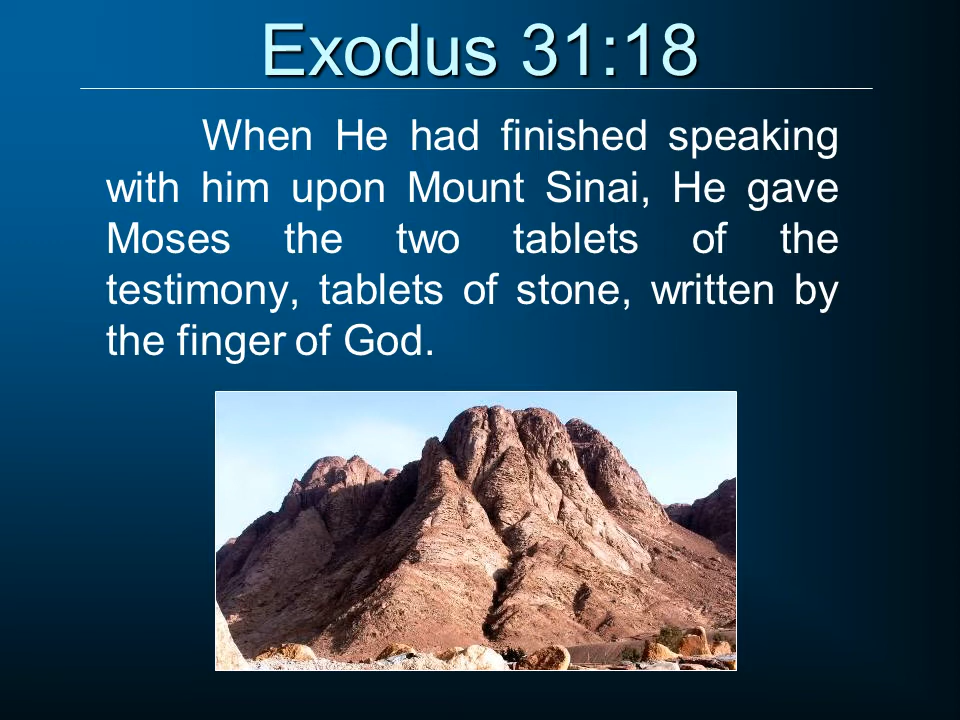 Exodus 31:18
When He had finished speaking
with him upon Mount Sinai, He gave
Moses the two tablets of the
testimony, tablets of stone, written by
the finger of God.